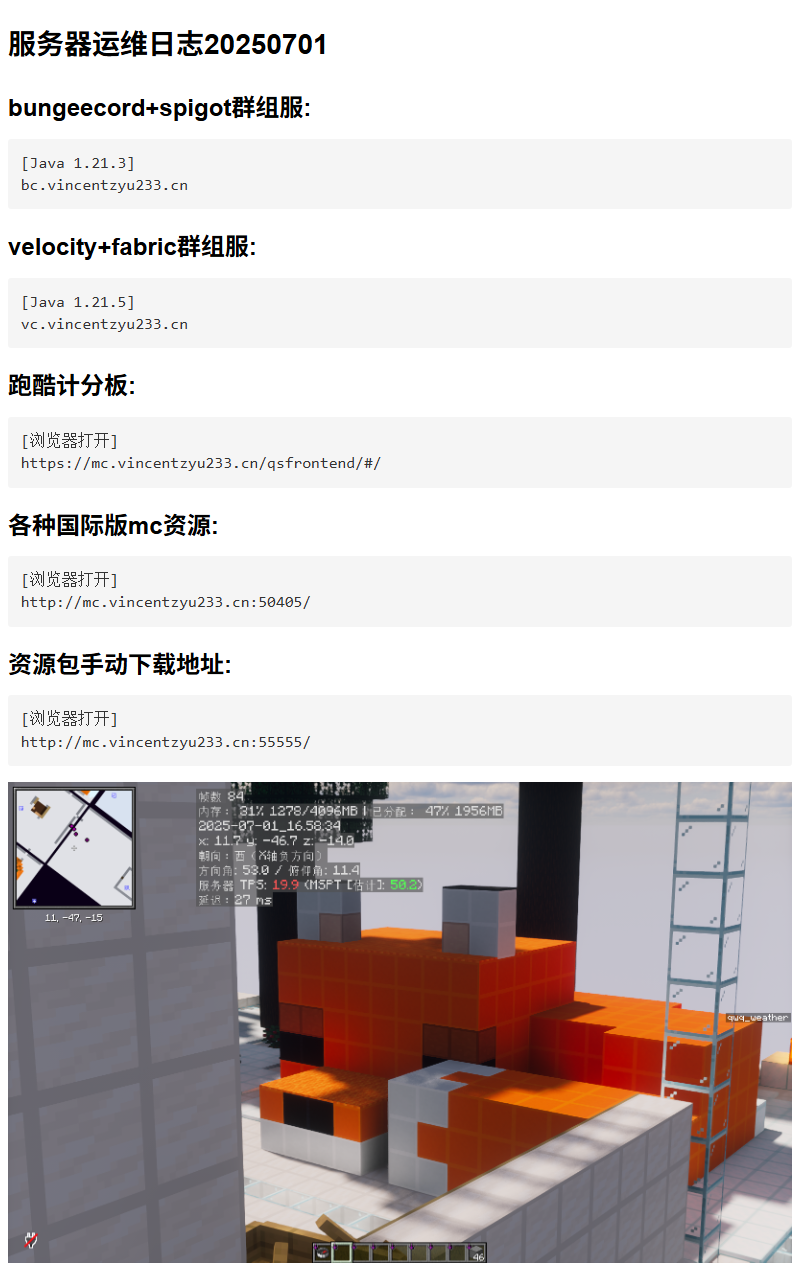 服务器运维日志20250701
bungeecord+spigot群组服:
[Java 1.21.3]
bc.vincentzyu233.cn
velocity+fabric群组服:
[Java 1.21.5]
vc.vincentzyu233.cn
跑酷计分板:
[浏览器打开]
https://mc.vincentzyu233.cn/qsfrontend/#/
各种国际版mc资源:
[浏览器打开]
http://mc.vincentzyu233.cn:50405/
资源包手动下载地址:
[浏览器打开]
http://mc.vincentzyu233.cn:55555/
帧数 84
内存: 31% 1278/4096MB | 已分配: 47% 1956MB
2025-07-01_16.58.34
x: 11.7 y: -46.7 z: -14.0
朝向: 西 (X轴负方向)
方向角: 53.0 / 俯仰角: 11.4
服务器 TPS: 19.9 (MSPT [估计]: 50.2)
延迟: 27 ms
11, -47, -15
qwq_weather
46